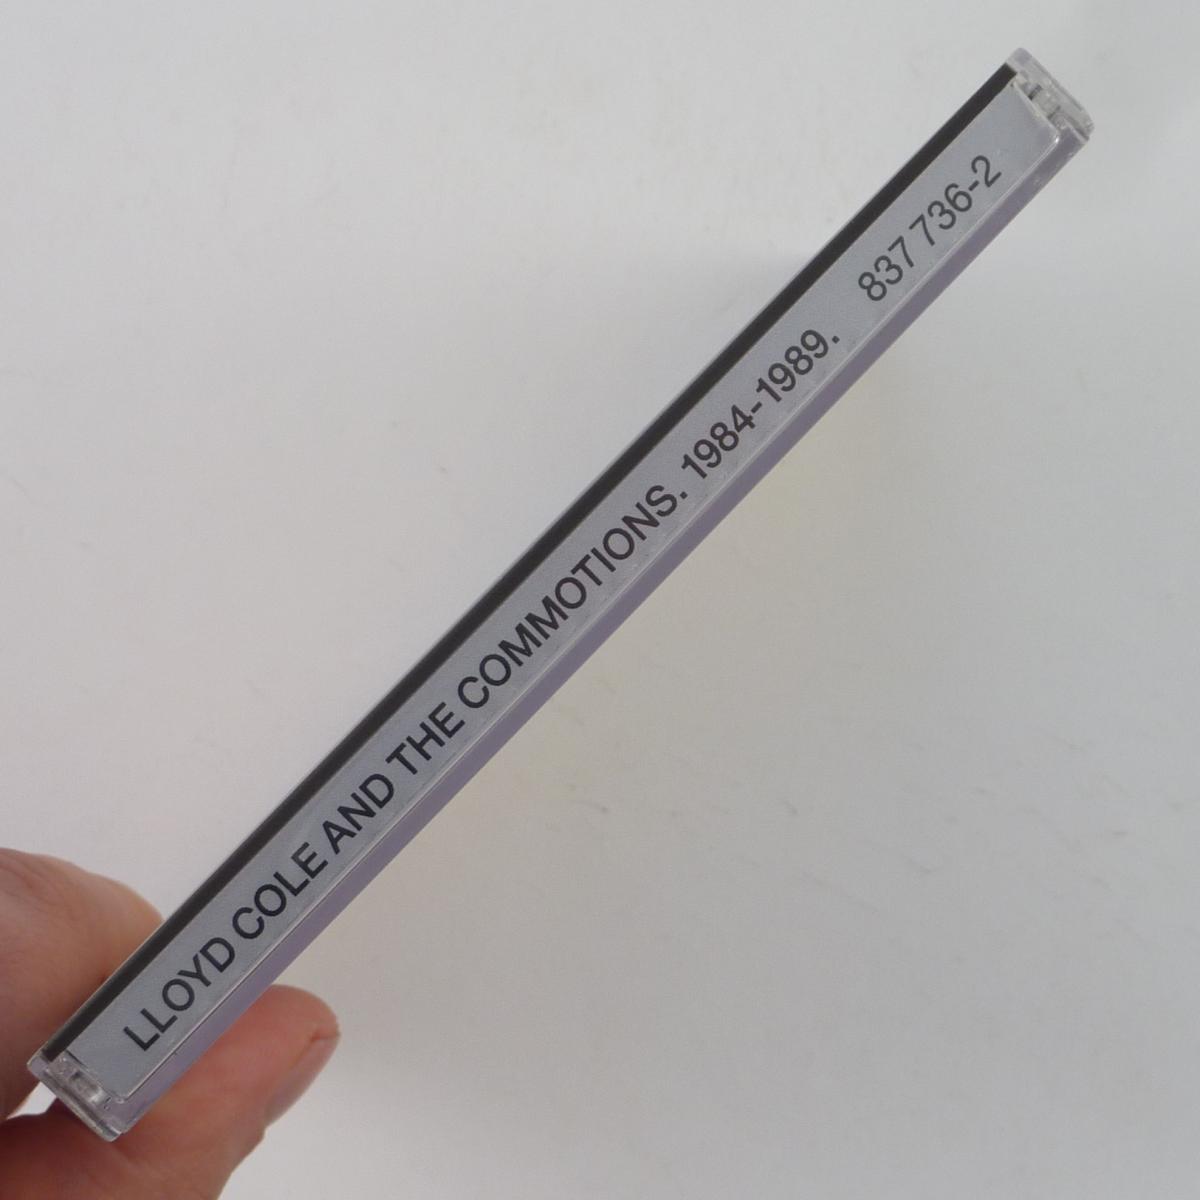 LLOYD COLE AND THE COMMOTIONS. 1984-1989. 837 736-2